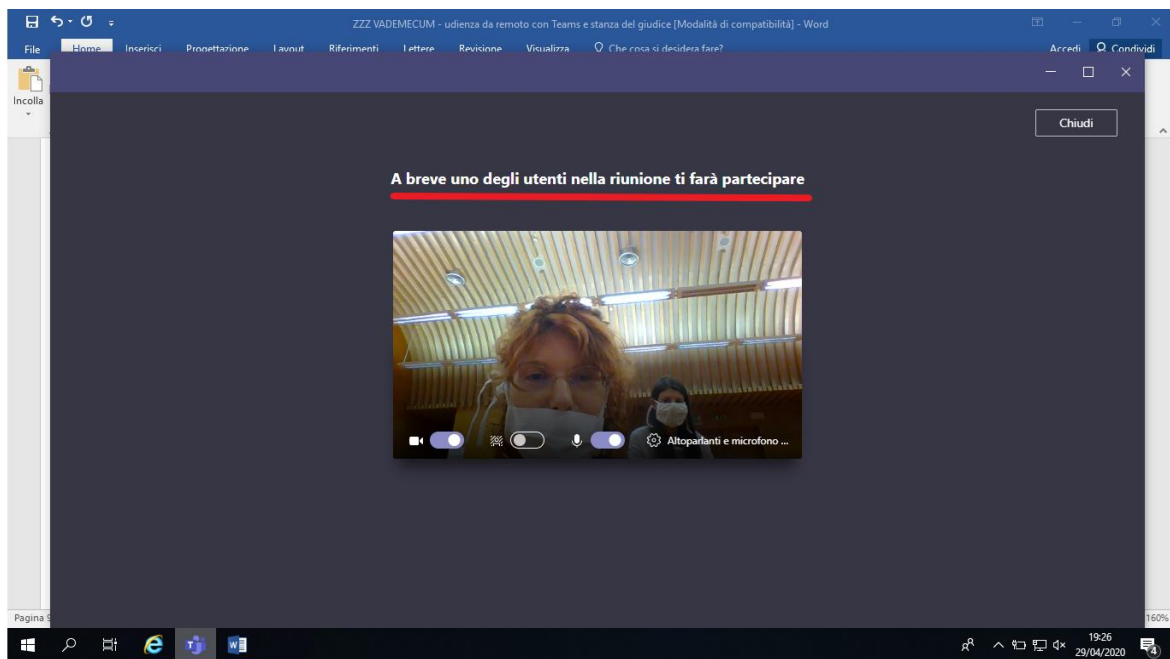 ZZZ VADEMECUM - udienza da remoto con Teams e stanza del giudice [Modalità di compatibilità] - Word
File Home Inserisci Progettazione Layout Riferimenti Lettere Revisione Visualizza Che cosa si desidera fare? Accedi Condividi
Incolla
Chiudi
A breve uno degli utenti nella riunione ti farà partecipare
Altoparlanti e microfono ...
Pagina 160%
19:26
29/04/2020
4